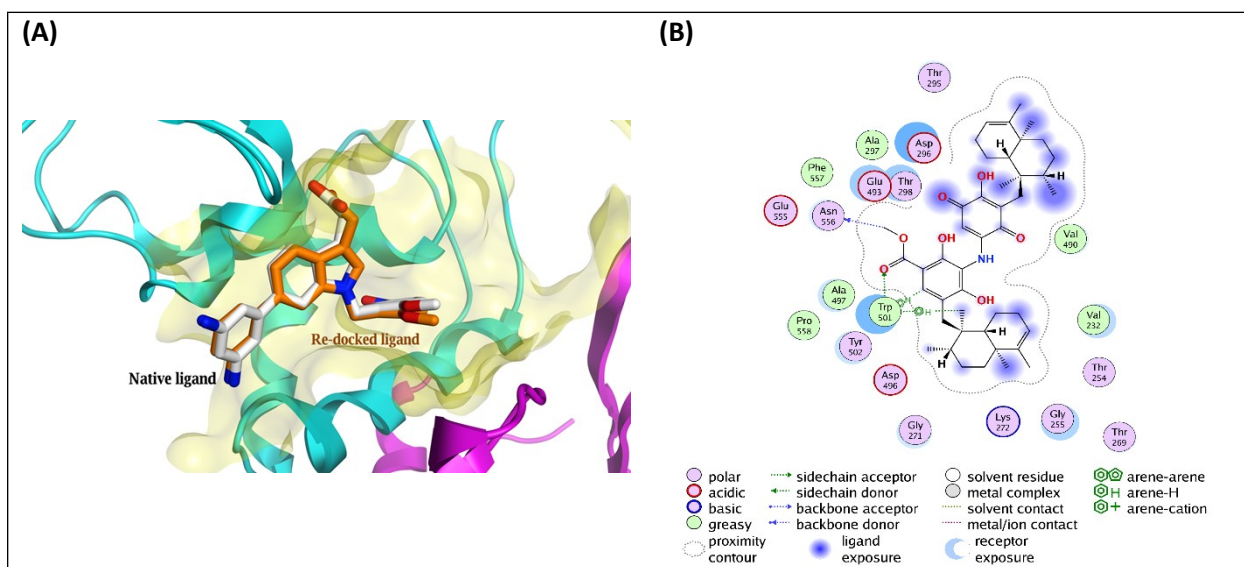 (A)
Re-docked ligand
Native ligand
(B)
Thr
295
Ala
297
Asp
296
Phe
557
Glu
493
Thr
298
Glu
555
Asn
556
OH
H
O
O
O
OH
NH
Val
490
O
OH
Ala
497
Trp
501
H
H
Pro
558
Tyr
502
Val
232
H
H
Asp
496
Thr
254
Gly
271
Lys
272
Gly
255
Thr
269
polar
acidic
basic
greasy
proximity
contour
sidechain acceptor
sidechain donor
backbone acceptor
backbone donor
ligand
exposure
solvent residue
metal complex
solvent contact
metal/ion contact
receptor
exposure
arene-arene
H arene-H
+ arene-cation